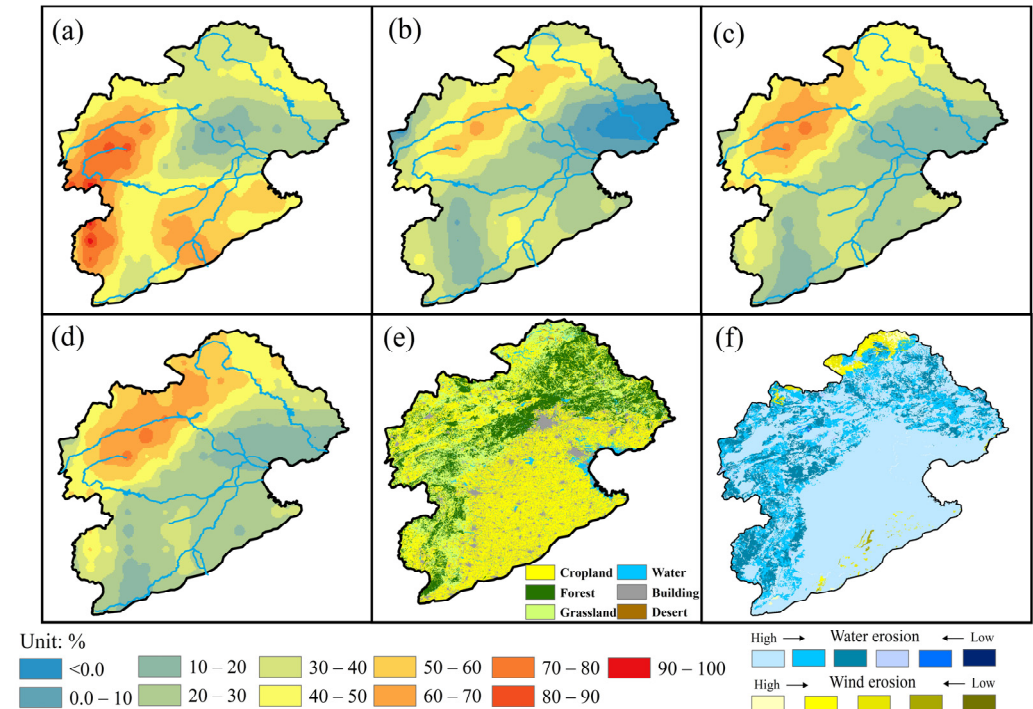 (a)
(b)
(c)
(d)
(e)
(f)
Cropland
Water
Forest
Building
Grassland
Desert
Unit: %
<0.0
10 – 20
30 – 40
50 – 60
70 – 80
90 – 100
0.0 – 10
20 – 30
40 – 50
60 – 70
80 – 90
High → Water erosion ← Low
High → Wind erosion ← Low